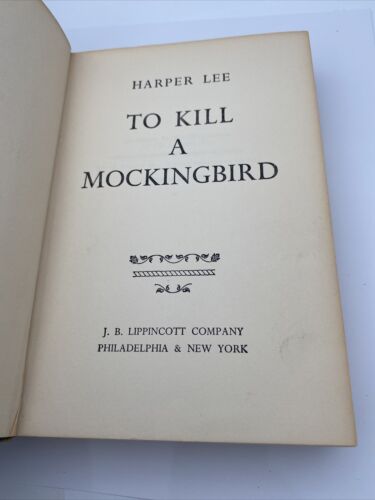 HARPER LEE
TO KILL
A
MOCKINGBIRD
J. B. LIPPINCOTT COMPANY
PHILADELPHIA & NEW YORK